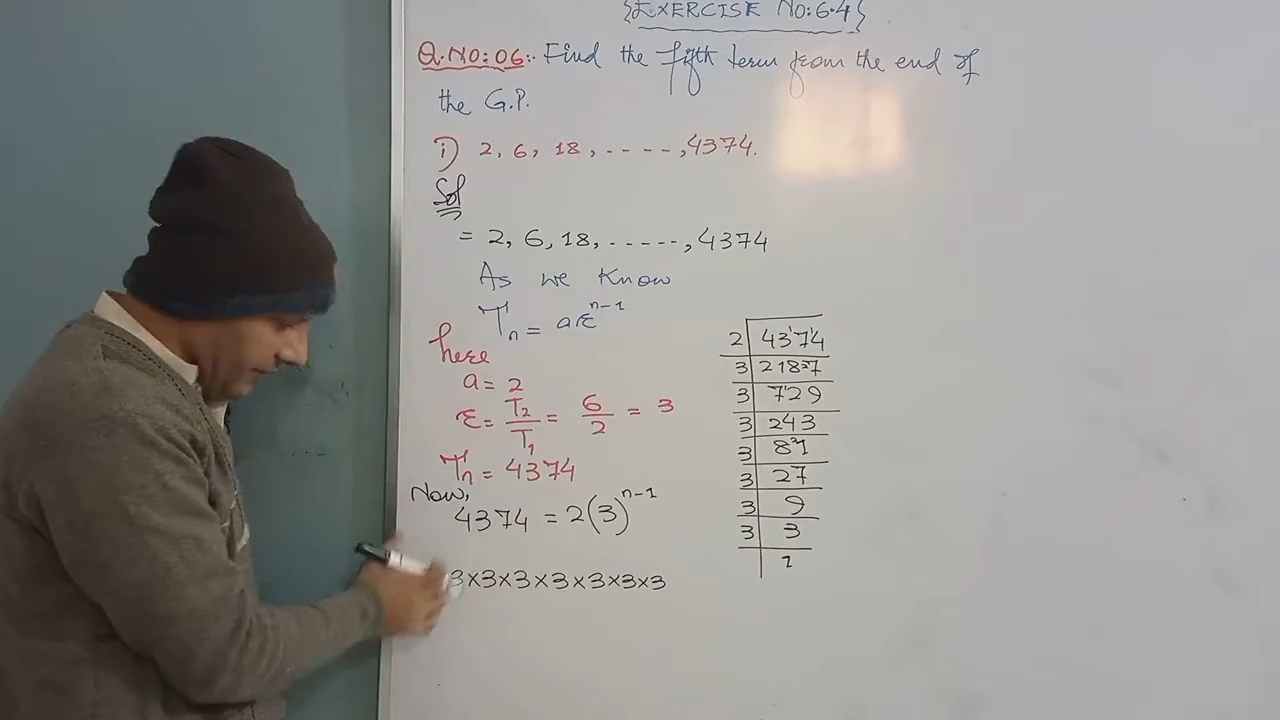 {EXERCISE NO:6.4}
Q.NO:06:- Find the fifth term from the end of
the G.P.
i) 2, 6, 18, ----, 4374.
Sol
= 2, 6, 18, -----, 4374
As we know
Tn = ar^n-1
here
a = 2
r = T2/T1 = 6/2 = 3
Tn = 4374
Now,
4374 = 2(3)^n-1
3×3×3×3×3×3×3
2 | 4374
3 | 2187
3 | 729
3 | 243
3 | 81
3 | 27
3 | 9
3 | 3
1